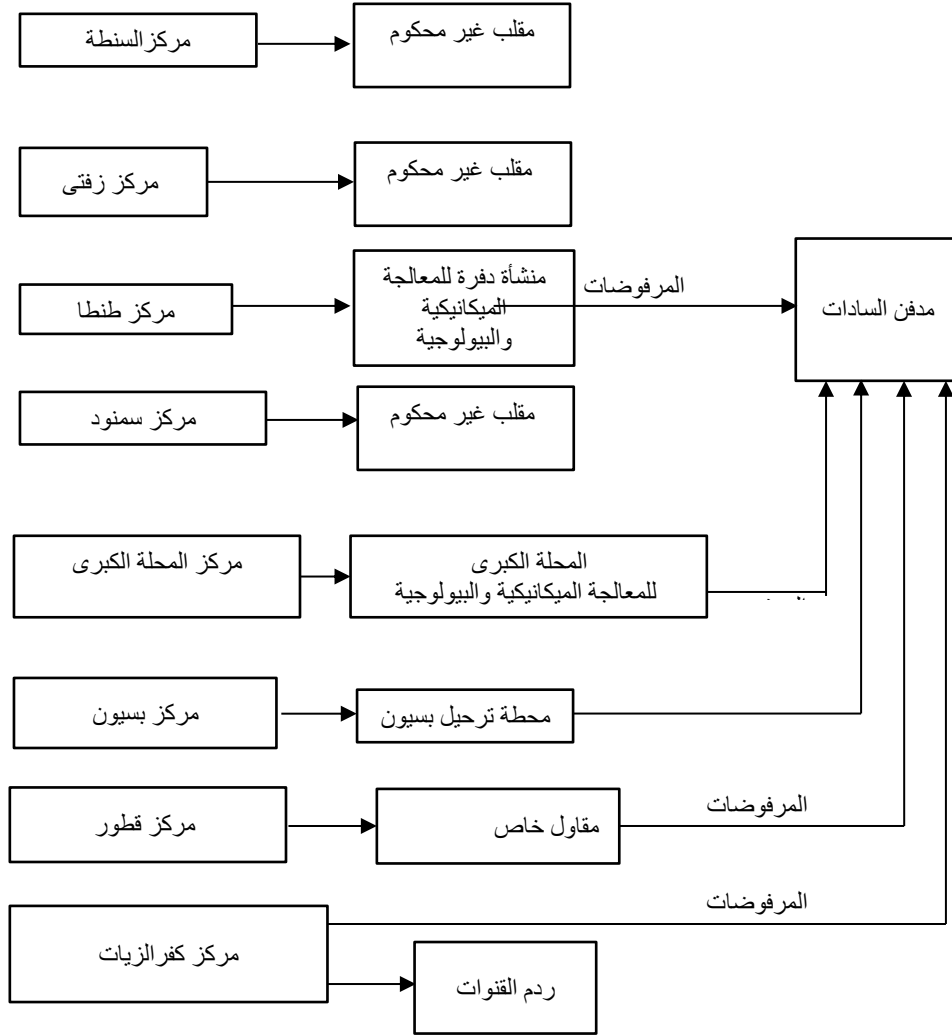 مركزالسنطة
مقلب غير محكوم
مركز زفتى
مقلب غير محكوم
مركز طنطا
منشأة دفرة للمعالجة
الميكانيكية
والبيولوجية
المرفوضات
مدفن السادات
مركز سمنود
مقلب غير محكوم
مركز المحلة الكبرى
المحلة الكبرى
للمعالجة الميكانيكية والبيولوجية
مركز بسيون
محطة ترحيل بسيون
مركز قطور
مقاول خاص
المرفوضات
مركز كفرالزيات
المرفوضات
ردم القنوات